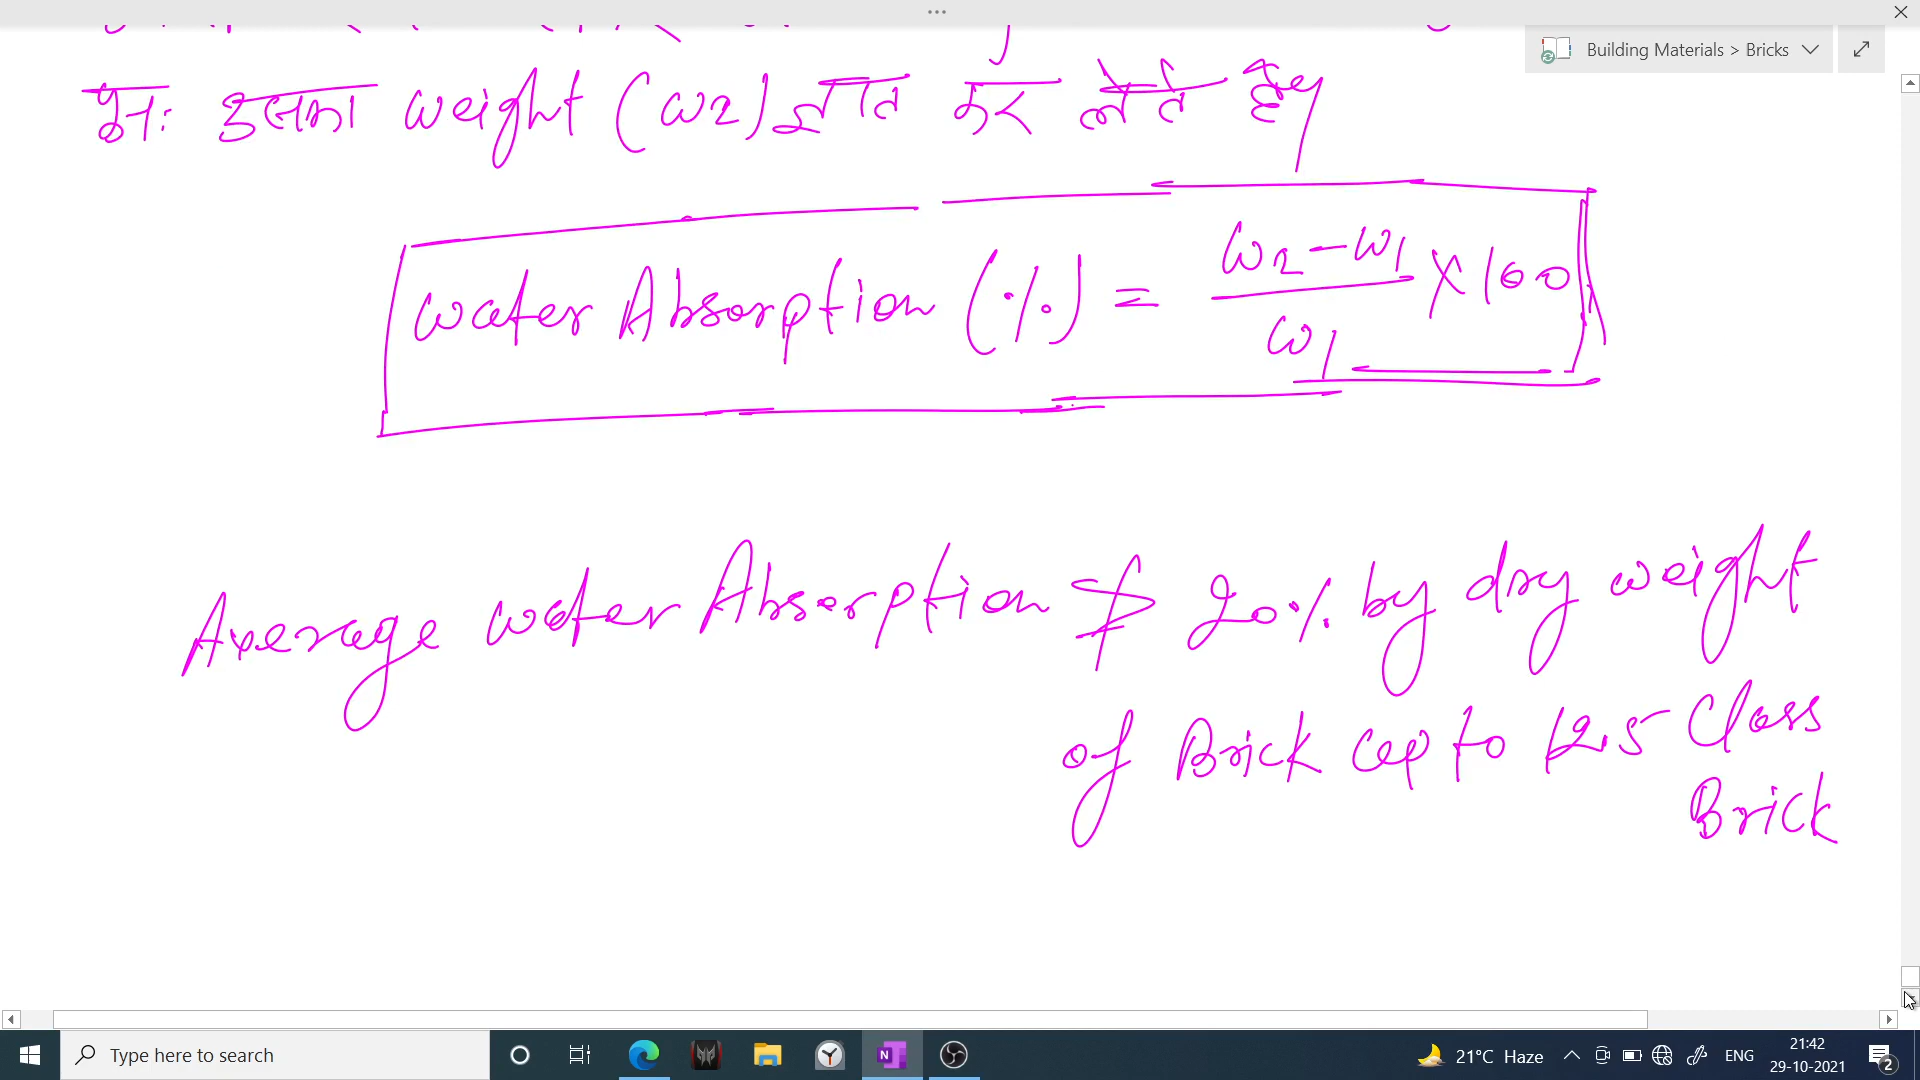 Building Materials > Bricks
पुनः इसका weight (W2) ज्ञात कर लेते हैं।
Water Absorption (%) = W2 - W1 / W1 × 100
Average water Absorption ≯ 20% by dry weight
of Brick up to 12.5 Class
Brick
Type here to search
21°C Haze
ENG
21:42
29-10-2021
2